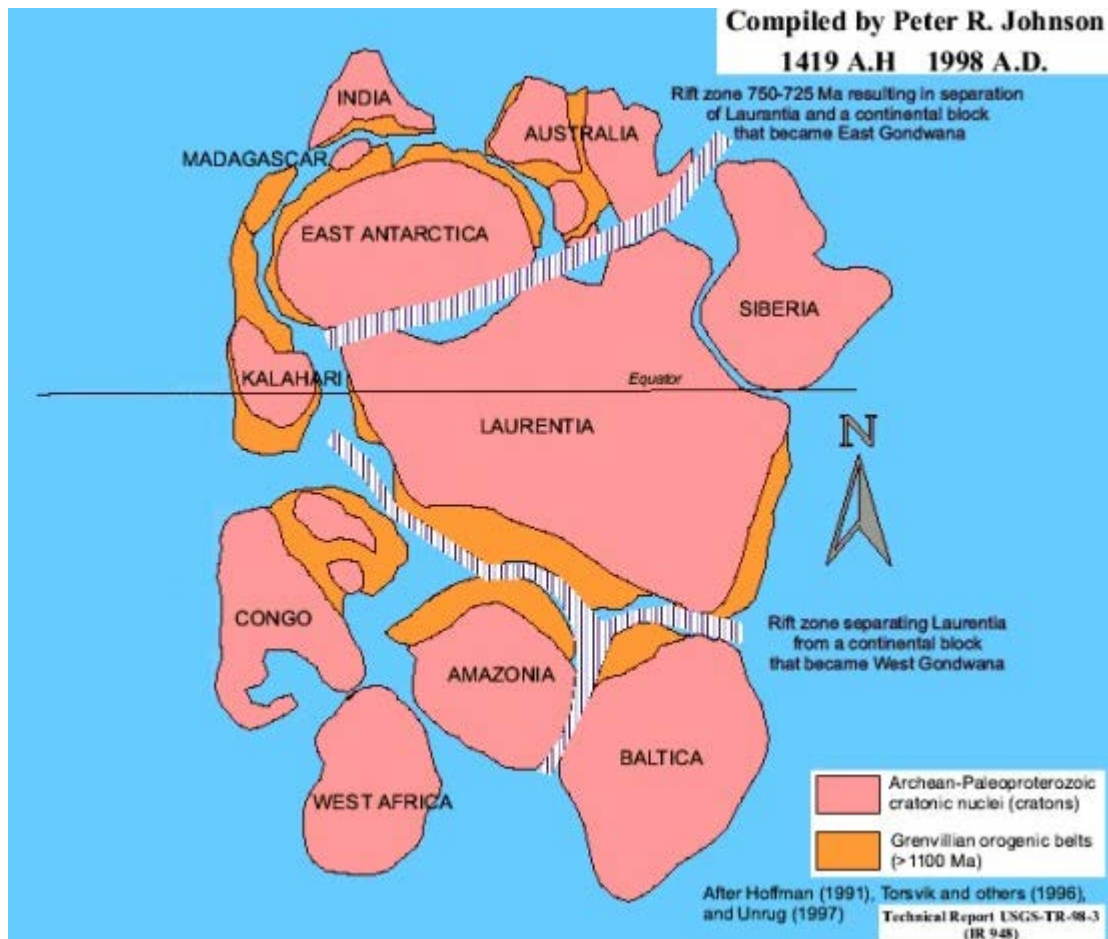 Compiled by Peter R. Johnson
1419 A.H 1998 A.D.
Rift zone 750-725 Ma resulting in separation
of Laurantia and a continental block
that became East Gondwana
INDIA
AUSTRALIA
MADAGASCAR
EAST ANTARCTICA
SIBERIA
KALAHARI
Equator
LAURENTIA
N
CONGO
Rift zone separating Laurentia
from a continental block
that became West Gondwana
AMAZONIA
BALTICA
WEST AFRICA
Archean-Paleoproterozoic
cratonic nuclei (cratons)
Grenvillian orogenic belts
(>1100 Ma)
After Hoffman (1991), Torsvik and others (1996),
and Unrug (1997)
Technical Report USGS-TR-98-3
(IR 948)